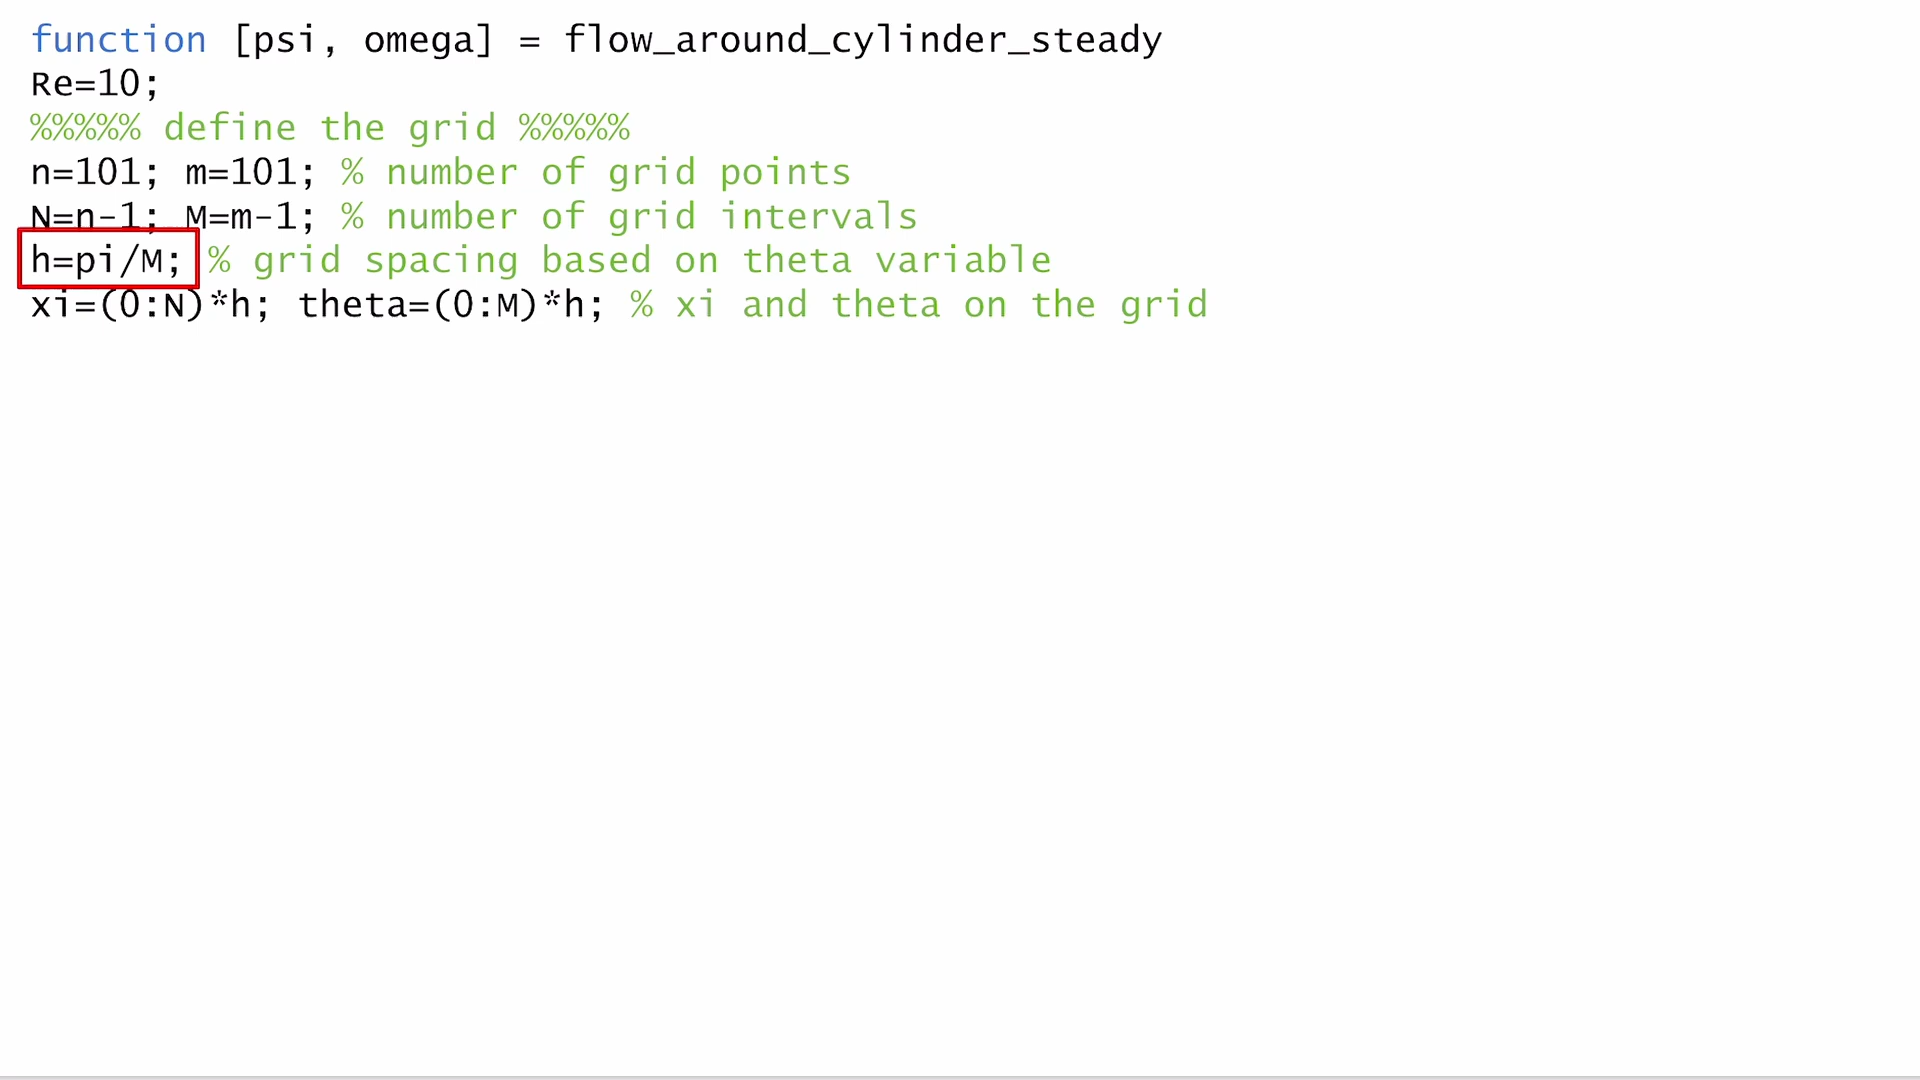 function [psi, omega] = flow_around_cylinder_steady
Re=10;
%%%%% define the grid %%%%%
n=101; m=101; % number of grid points
N=n-1; M=m-1; % number of grid intervals
h=pi/M; % grid spacing based on theta variable
xi=(0:N)*h; theta=(0:M)*h; % xi and theta on the grid